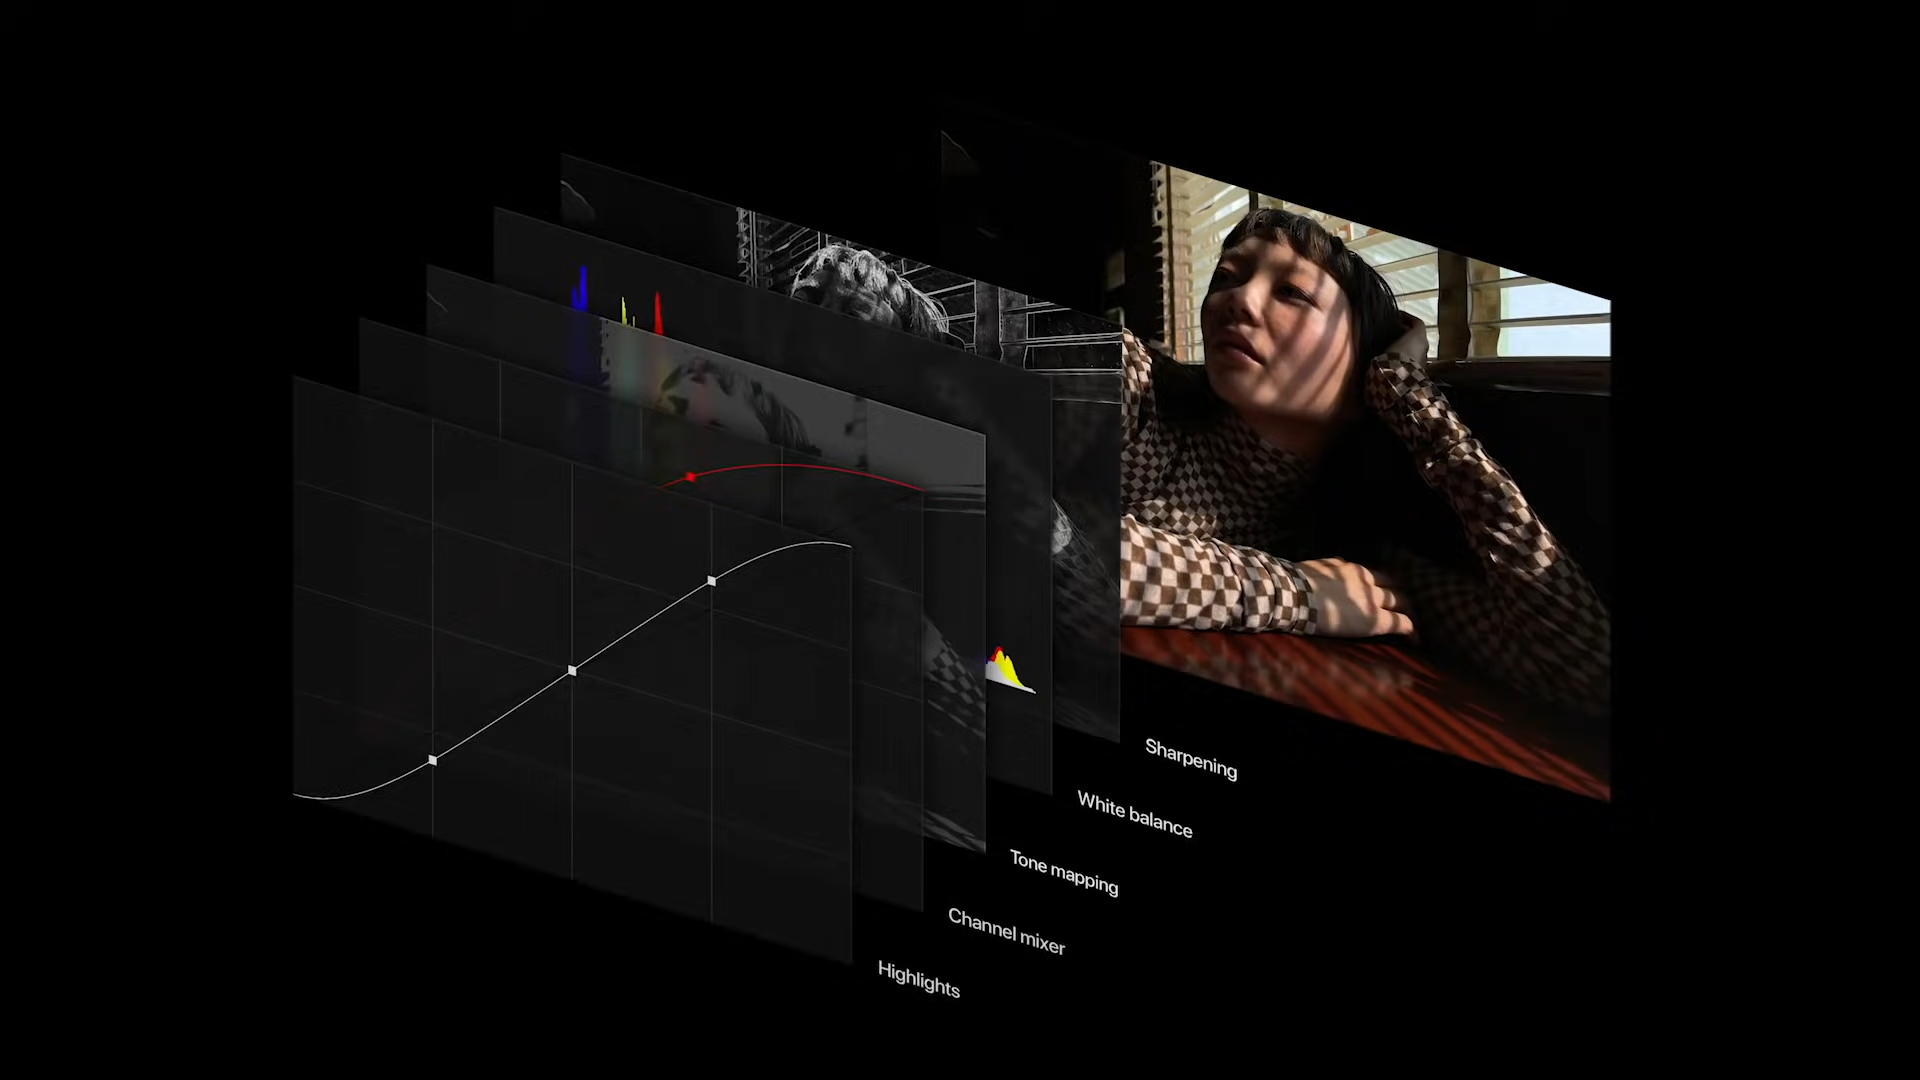 Sharpening
White balance
Tone mapping
Channel mixer
Highlights